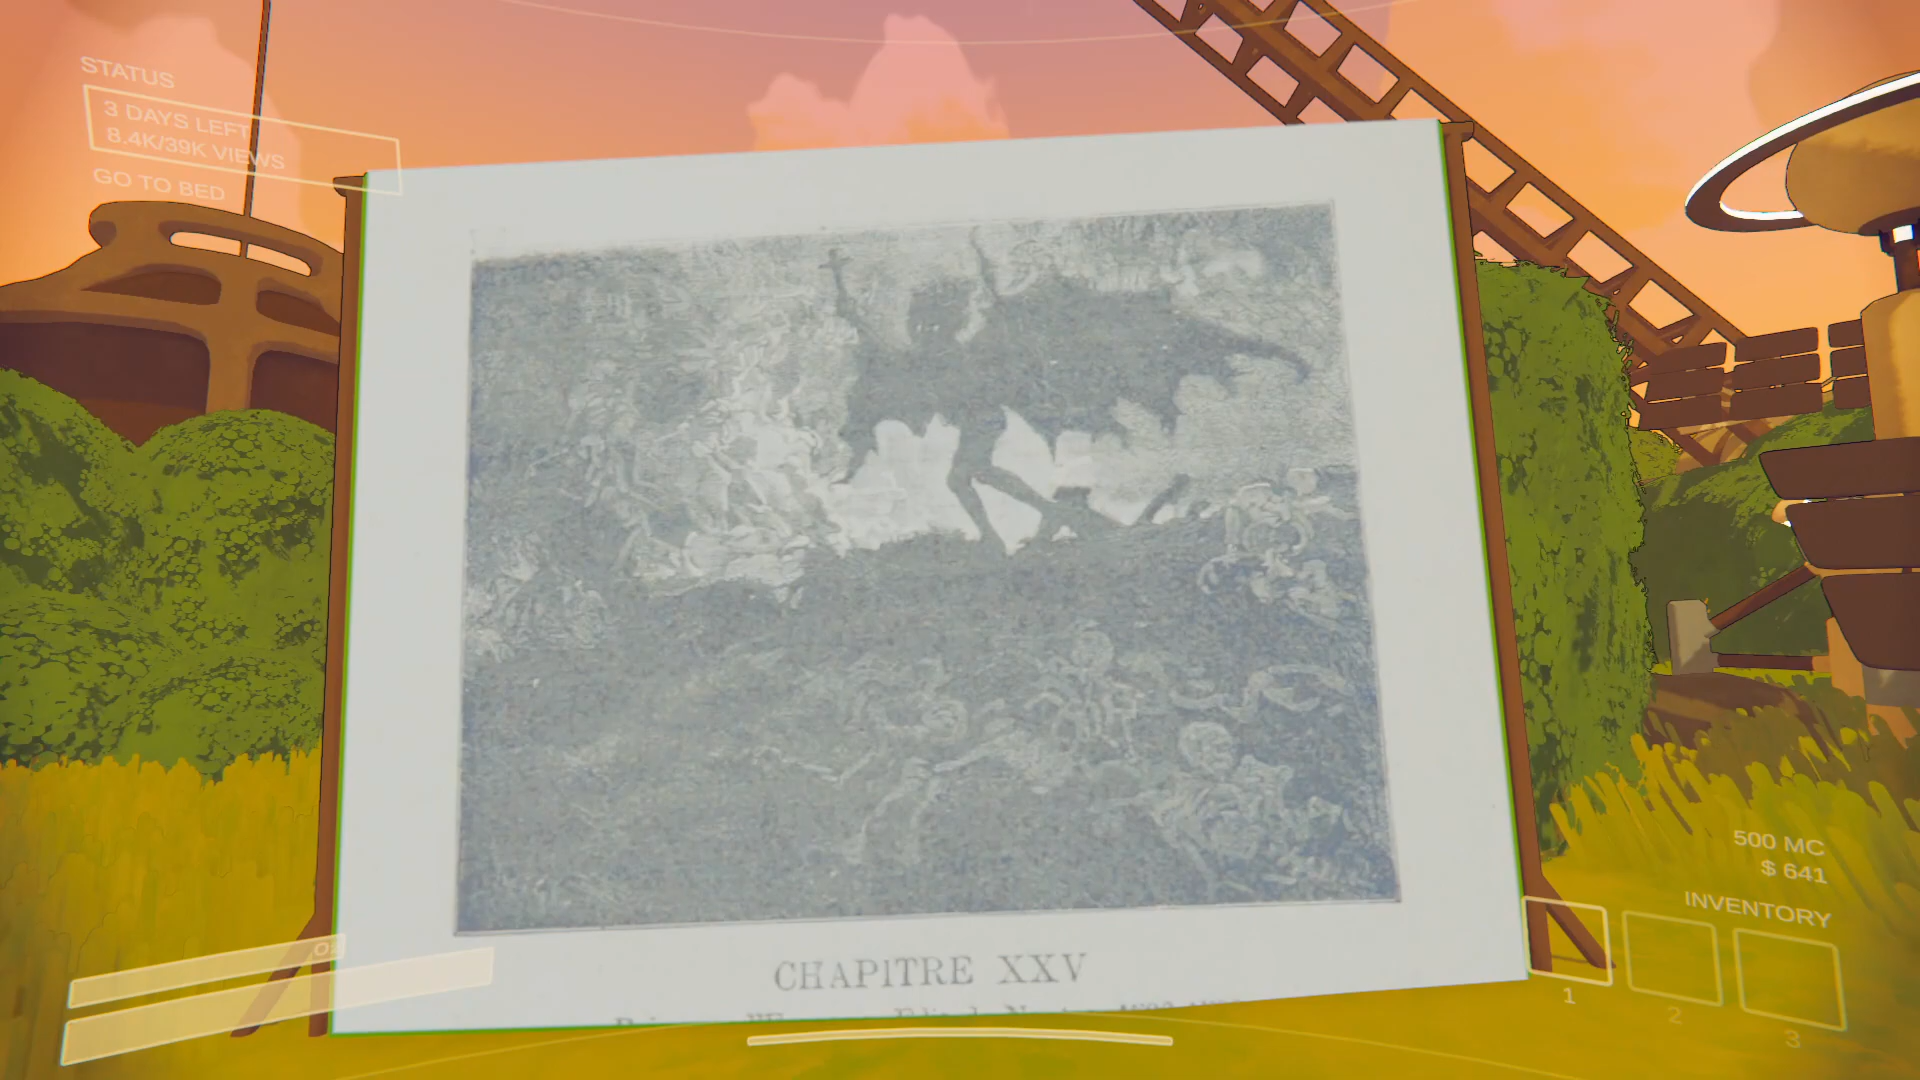 STATUS
3 DAYS LEFT
8.4K/39K VIEWS
GO TO BED
CHAPITRE XXV
500 MC
$ 641
INVENTORY
1
2
3